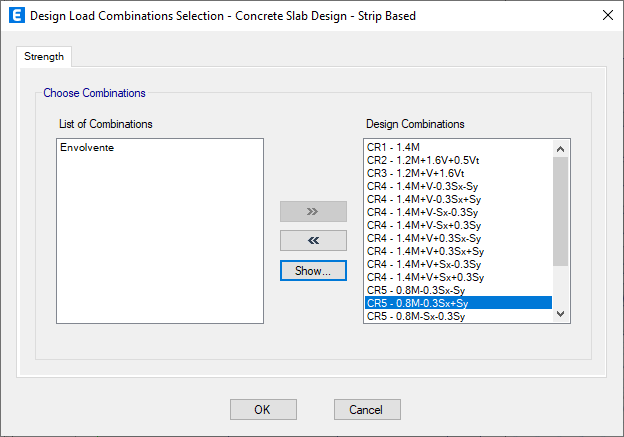 E Design Load Combinations Selection - Concrete Slab Design - Strip Based
Strength
Choose Combinations
List of Combinations
Envolvente
>>
<<
Show...
Design Combinations
CR1 - 1.4M
CR2 - 1.2M+1.6V+0.5Vt
CR3 - 1.2M+V+1.6Vt
CR4 - 1.4M+V-0.3Sx-Sy
CR4 - 1.4M+V-0.3Sx+Sy
CR4 - 1.4M+V-Sx-0.3Sy
CR4 - 1.4M+V-Sx+0.3Sy
CR4 - 1.4M+V+0.3Sx-Sy
CR4 - 1.4M+V+0.3Sx+Sy
CR4 - 1.4M+V+Sx-0.3Sy
CR4 - 1.4M+V+Sx+0.3Sy
CR5 - 0.8M-0.3Sx-Sy
CR5 - 0.8M-0.3Sx+Sy
CR5 - 0.8M-Sx-0.3Sy
OK
Cancel